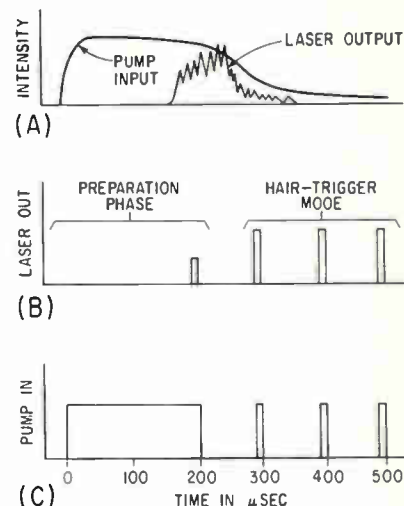 INTENSITY
PUMP
INPUT
LASER OUTPUT
(A)
LASER OUT
PREPARATION
PHASE
HAIR-TRIGGER
MODE
(B)
PUMP IN
0 100 200 300 400 500
(C)
TIME IN μSEC